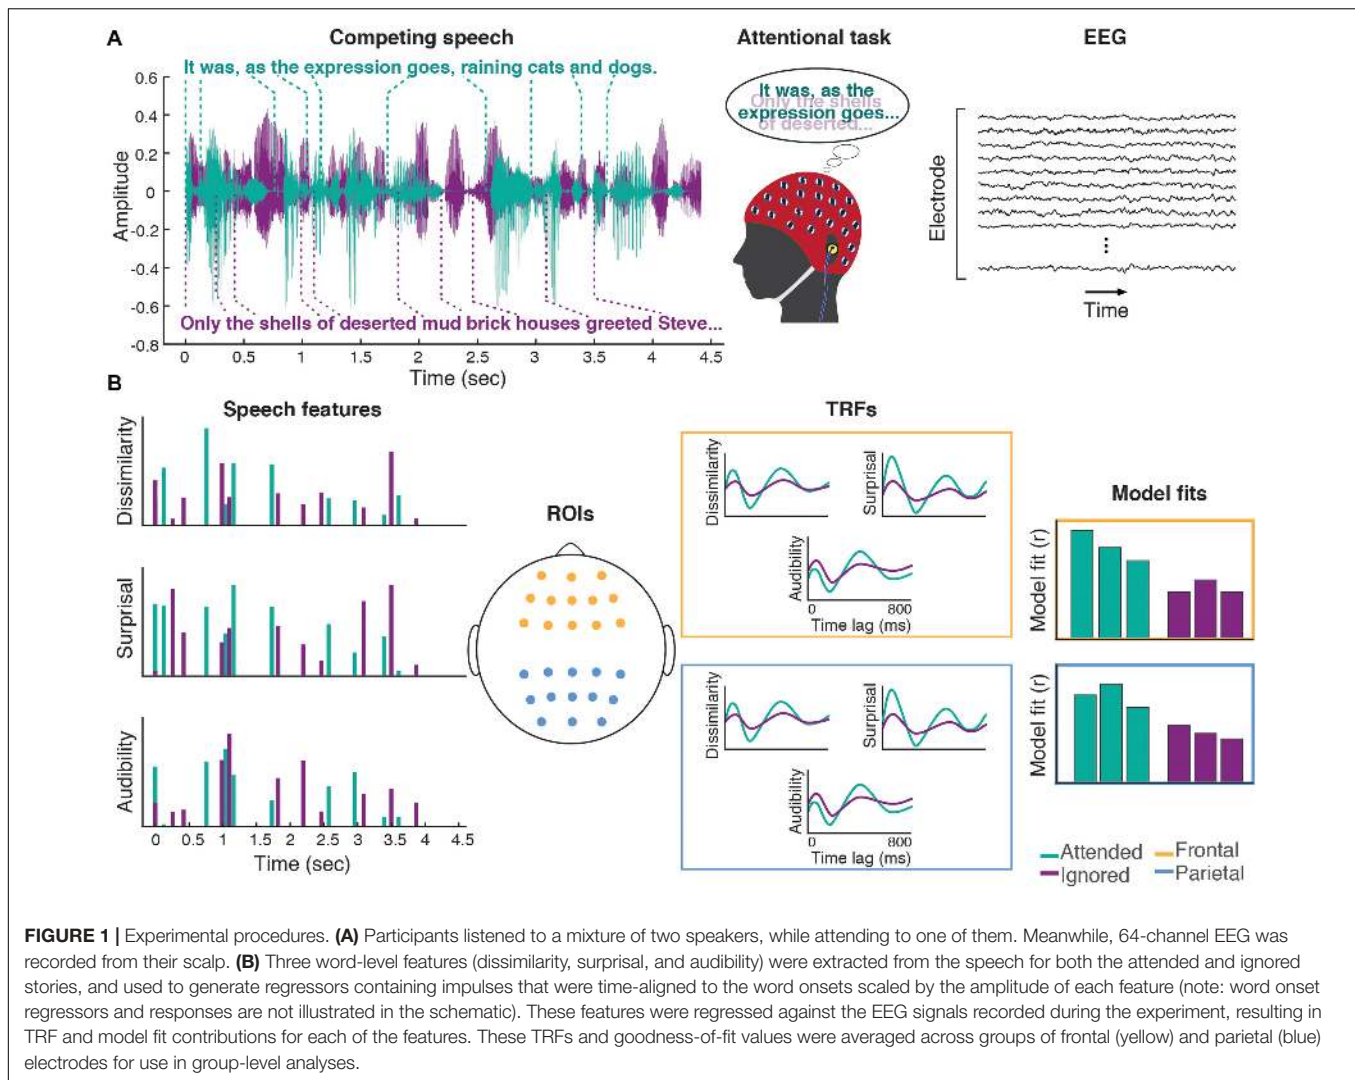 A
Competing speech
Attentional task
EEG
It was, as the expression goes, raining cats and dogs.
0.6
0.4
0.2
0
-0.2
-0.4
-0.6
-0.8
Amplitude
Only the shells of deserted mud brick houses greeted Steve...
0 0.5 1 1.5 2 2.5 3 3.5 4 4.5
Time (sec)
It was, as the
Only the shells
expression goes...
of deserted...
Electrode
Time
B
Speech features
Dissimilarity
Surprisal
Audibility
0 0.5 1 1.5 2 2.5 3 3.5 4 4.5
Time (sec)
ROIs
TRFs
Dissimilarity
Surprisal
Audibility
0 800
Time lag (ms)
Dissimilarity
Surprisal
Audibility
0 800
Time lag (ms)
Model fits
Model fit (r)
Model fit (r)
Attended
Frontal
Ignored
Parietal
FIGURE 1 | Experimental procedures. (A) Participants listened to a mixture of two speakers, while attending to one of them. Meanwhile, 64-channel EEG was
recorded from their scalp. (B) Three word-level features (dissimilarity, surprisal, and audibility) were extracted from the speech for both the attended and ignored
stories, and used to generate regressors containing impulses that were time-aligned to the word onsets scaled by the amplitude of each feature (note: word onset
regressors and responses are not illustrated in the schematic). These features were regressed against the EEG signals recorded during the experiment, resulting in
TRF and model fit contributions for each of the features. These TRFs and goodness-of-fit values were averaged across groups of frontal (yellow) and parietal (blue)
electrodes for use in group-level analyses.